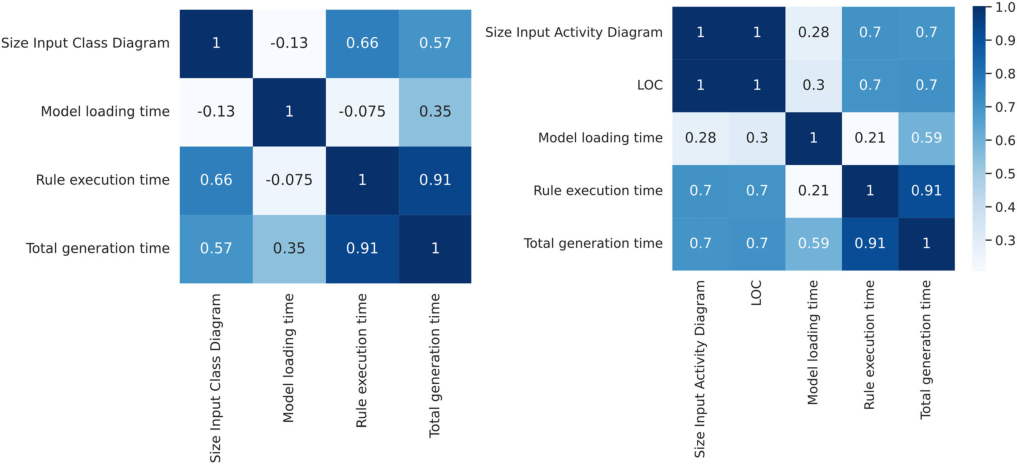 Size Input Class Diagram 1 -0.13 0.66 0.57
Model loading time -0.13 1 -0.075 0.35
Rule execution time 0.66 -0.075 1 0.91
Total generation time 0.57 0.35 0.91 1
Size Input Class Diagram
Model loading time
Rule execution time
Total generation time
Size Input Activity Diagram 1 1 0.28 0.7 0.7
LOC 1 1 0.3 0.7 0.7
Model loading time 0.28 0.3 1 0.21 0.59
Rule execution time 0.7 0.7 0.21 1 0.91
Total generation time 0.7 0.7 0.59 0.91 1
Size Input Activity Diagram
LOC
Model loading time
Rule execution time
Total generation time
1.0
0.9
0.8
0.7
0.6
0.5
0.4
0.3